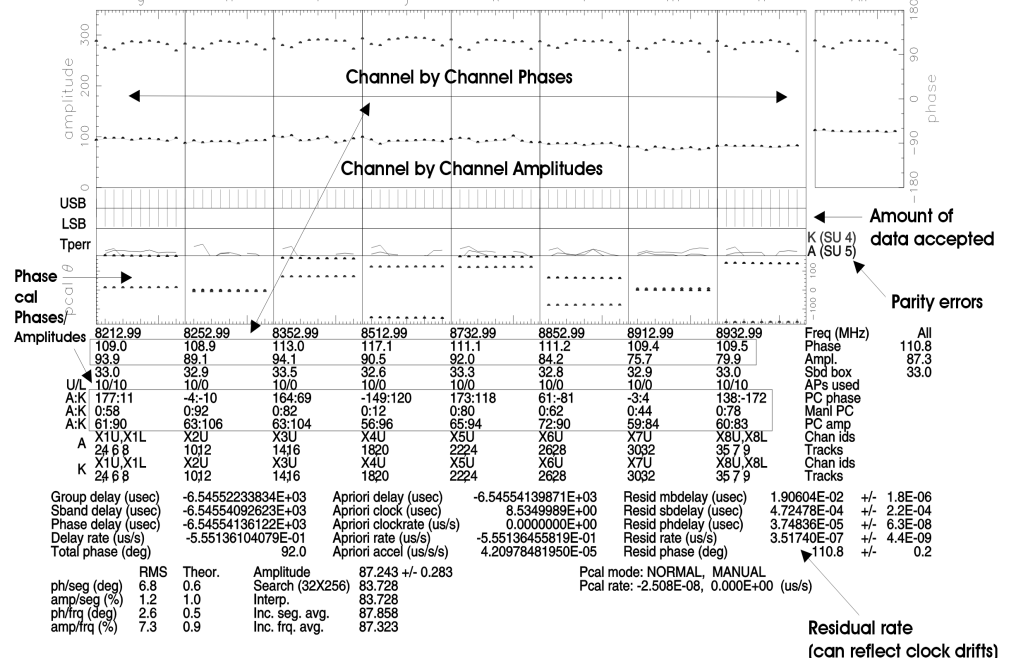 300
200
100
0
amplitude
180
90
0
−90
−180
phase
Channel by Channel Phases
Channel by Channel Amplitudes
USB
LSB
Tperr
K (SU 4)
A (SU 5)
Amount of
data accepted
Parity errors
Phase
cal
Phases/
Amplitudes
pcal θ
100
0
−100
8212.99 8252.99 8352.99 8512.99 8732.99 8852.99 8912.99 8932.99 Freq (MHz) All
109.0 108.9 113.0 117.1 111.1 111.2 109.4 109.5 Phase 110.8
93.9 89.1 94.1 90.5 92.0 84.2 75.7 79.9 Ampl. 87.3
33.0 32.9 33.5 32.6 33.3 32.8 32.9 33.0 Sbd box 33.0
U/L 10/10 10/0 10/0 10/0 10/0 10/0 10/0 10/10 APs used
A:K 177:11 -4:-10 164:69 -149:120 173:118 61:-81 -3:4 138:-172 PC phase
A:K 0:58 0:92 0:82 0:12 0:80 0:62 0:44 0:78 Manl PC
A:K 61:90 63:106 63:104 56:96 65:94 72:90 59:84 60:83 PC amp
A X1U,X1L X2U X3U X4U X5U X6U X7U X8U,X8L Chan ids
24 6 8 1012 14,16 1820 2224 2628 3032 35 7 9 Tracks
K X1U,X1L X2U X3U X4U X5U X6U X7U X8U,X8L Chan ids
24 6 8 1012 14,16 1820 2224 2628 3032 35 7 9 Tracks
Group delay (usec) -6.54552233834E+03 Apriori delay (usec) -6.54554139871E+03 Resid mbdelay (usec) 1.90604E-02 +/- 1.8E-06
Sband delay (usec) -6.54554092623E+03 Apriori clock (usec) 8.5349989E+00 Resid sbdelay (usec) 4.72478E-04 +/- 2.2E-04
Phase delay (usec) -6.54554136122E+03 Apriori clockrate (us/s) 0.0000000E+00 Resid phdelay (usec) 3.74836E-05 +/- 6.3E-08
Delay rate (us/s) -5.55136104079E-01 Apriori rate (us/s) -5.55136455819E-01 Resid rate (us/s) 3.51740E-07 +/- 4.4E-09
Total phase (deg) 92.0 Apriori accel (us/s/s) 4.20978481950E-05 Resid phase (deg) 110.8 +/- 0.2
RMS Theor. Amplitude 87.243 +/- 0.283 Pcal mode: NORMAL, MANUAL
ph/seg (deg) 6.8 0.6 Search (32X256) 83.728 Pcal rate: -2.508E-08, 0.000E+00 (us/s)
amp/seg (%) 1.2 1.0 Interp. 83.728
ph/frq (deg) 2.6 0.5 Inc. seg. avg. 87.858
amp/frq (%) 7.3 0.9 Inc. frq. avg. 87.323
Residual rate
(can reflect clock drifts)